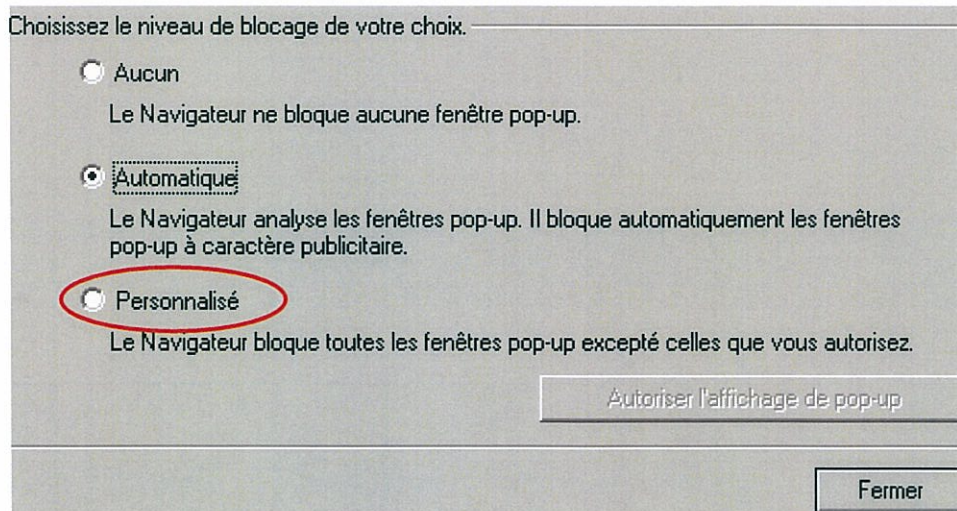 Choisissez le niveau de blocage de votre choix.
Aucun
Le Navigateur ne bloque aucune fenêtre pop-up.
Automatique
Le Navigateur analyse les fenêtres pop-up. Il bloque automatiquement les fenêtres
pop-up à caractère publicitaire.
Personnalisé
Le Navigateur bloque toutes les fenêtres pop-up excepté celles que vous autorisez.
Autoriser l'affichage de pop-up
Fermer